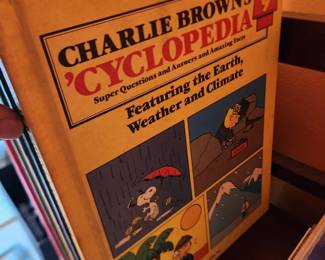 CHARLIE BROWN'S
'CYCLOPEDIA
Super Questions and Answers and Amazing Facts
Featuring the Earth,
Weather and Climate